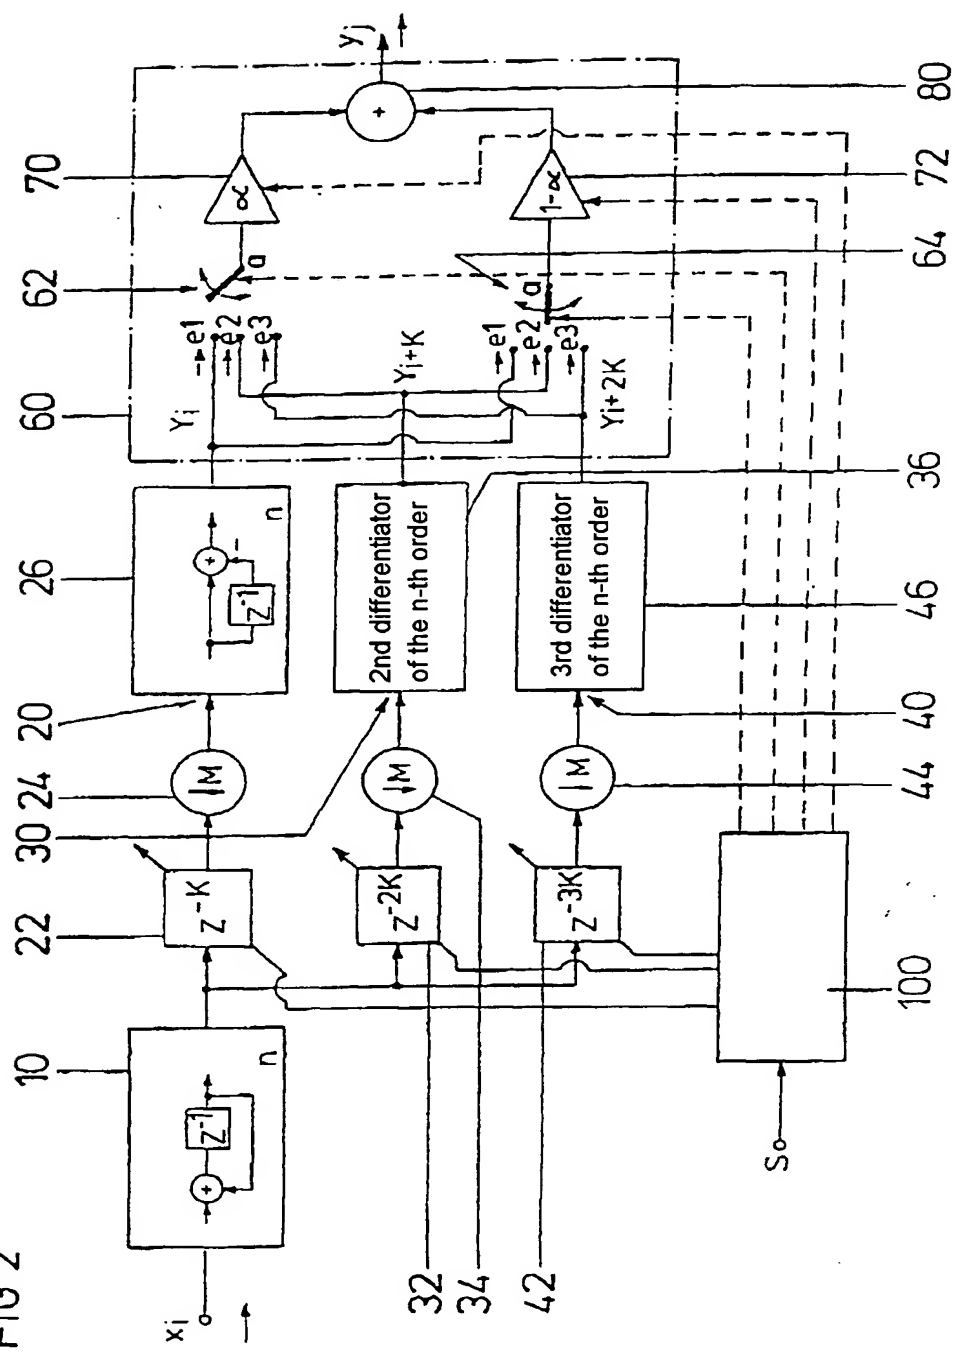 FIG 2
10
22
30
24
20
26
60
62
70
xi
n
z⁻¹
+
z⁻ᴷ
↓M
n
z⁻¹
+
−
Yi
e1
e2
e3
a
∝
yj
+
z⁻²ᴷ
↓M
2nd differentiator
of the n-th order
Yi+K
z⁻³ᴷ
↓M
3rd differentiator
of the n-th order
Yi+2K
e1
e2
e3
a
1-∝
S
32
34
42
100
44
40
46
36
64
72
80